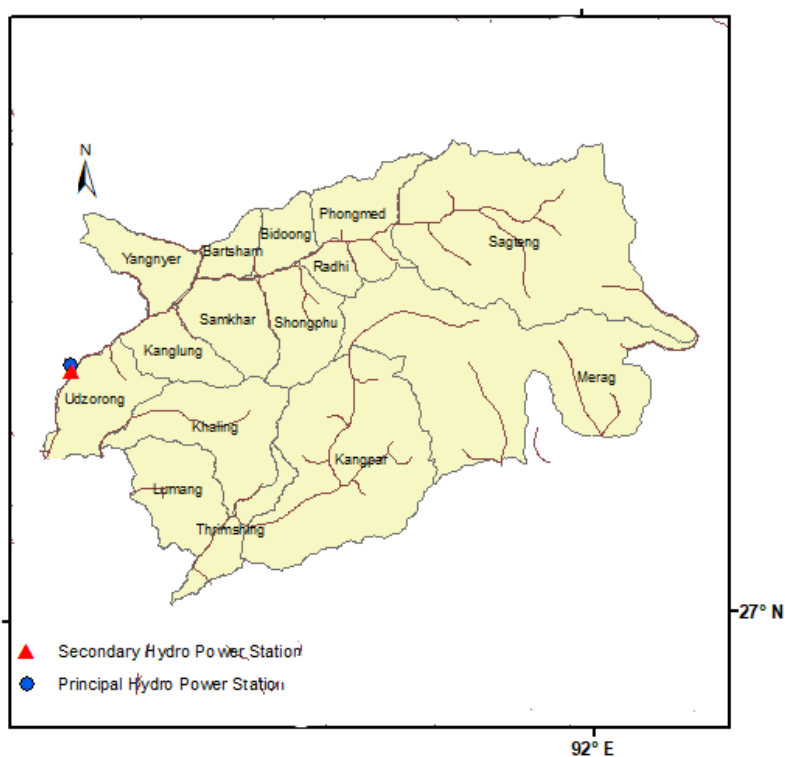 N
Phongmed
Bidoong
Sagteng
Bartsham
Yangnyer
Radhi
Samkhar
Shongphu
Kanglung
Merag
Udzorong
Khaling
Kangpar
Lumang
Thrimshing
27° N
Secondary Hydro Power Station
Principal Hydro Power Station
92° E